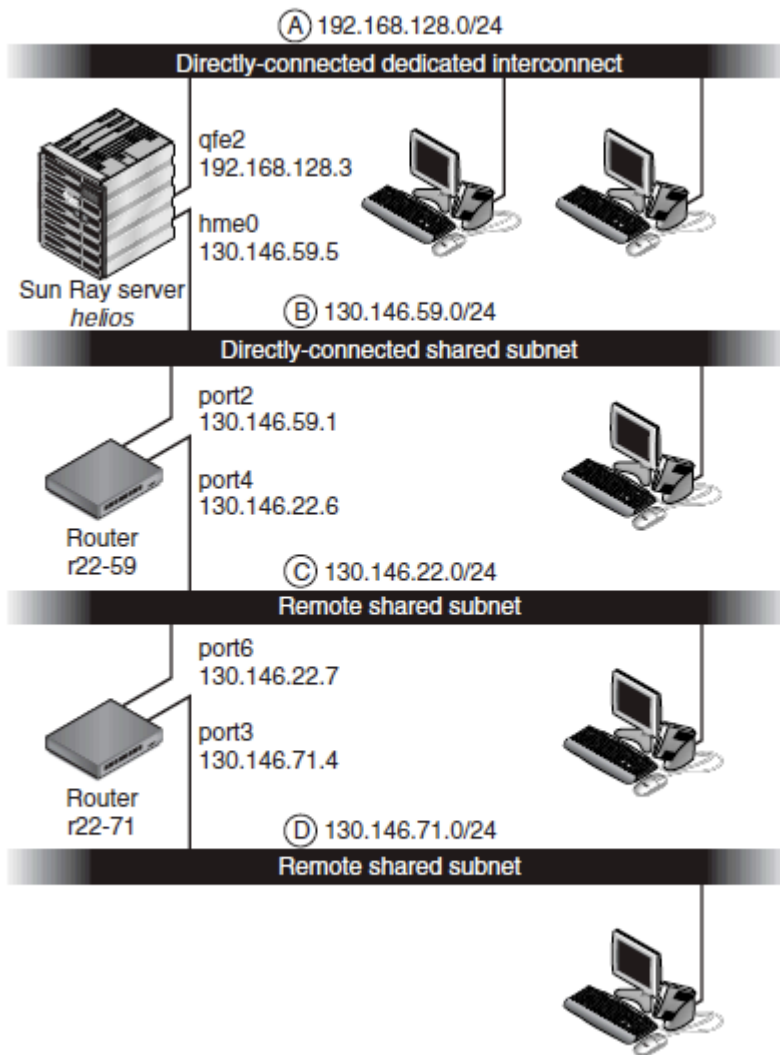 A 192.168.128.0/24
Directly-connected dedicated interconnect
qfe2
192.168.128.3
hme0
130.146.59.5
Sun Ray server
helios
B 130.146.59.0/24
Directly-connected shared subnet
port2
130.146.59.1
port4
130.146.22.6
Router
r22-59
C 130.146.22.0/24
Remote shared subnet
port6
130.146.22.7
port3
130.146.71.4
Router
r22-71
D 130.146.71.0/24
Remote shared subnet